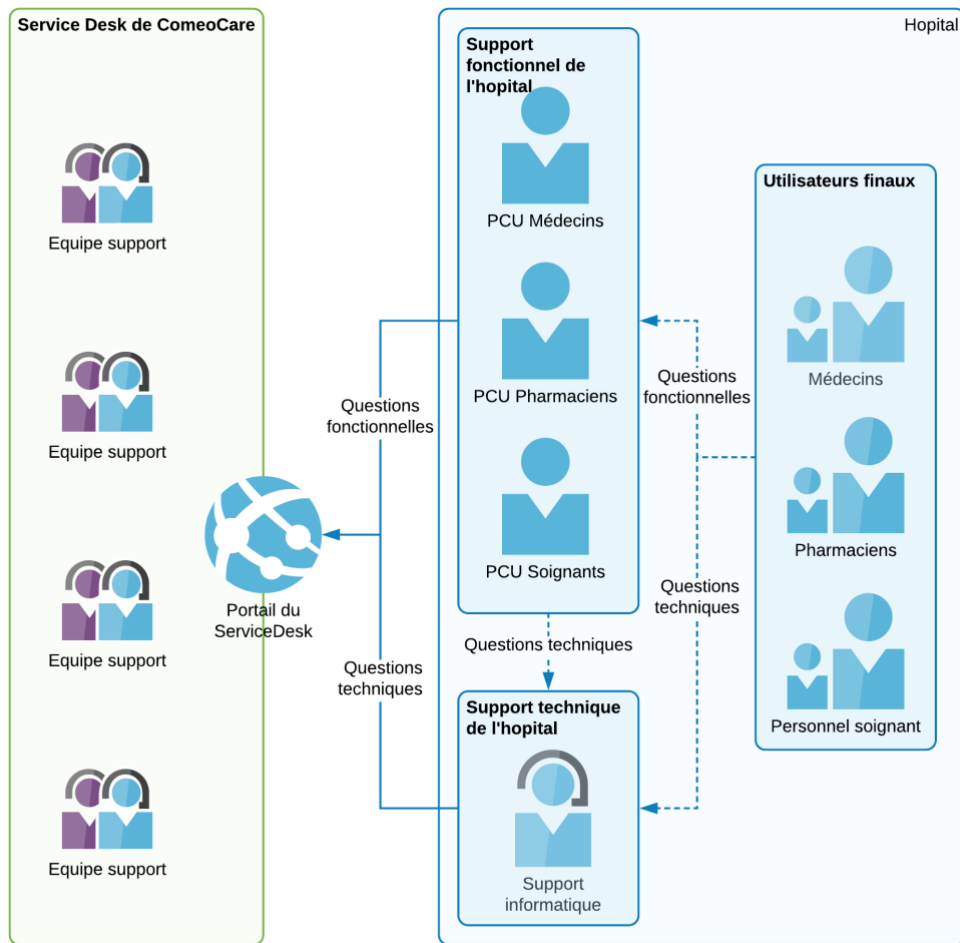 Service Desk de ComeoCare
Equipe support
Equipe support
Equipe support
Equipe support
Portail du
ServiceDesk
Questions
fonctionnelles
Questions
techniques
Hopital
Support
fonctionnel de
l'hopital
PCU Médecins
PCU Pharmaciens
PCU Soignants
Questions techniques
Support technique
de l'hopital
Support
informatique
Questions
fonctionnelles
Questions
techniques
Utilisateurs finaux
Médecins
Pharmaciens
Personnel soignant